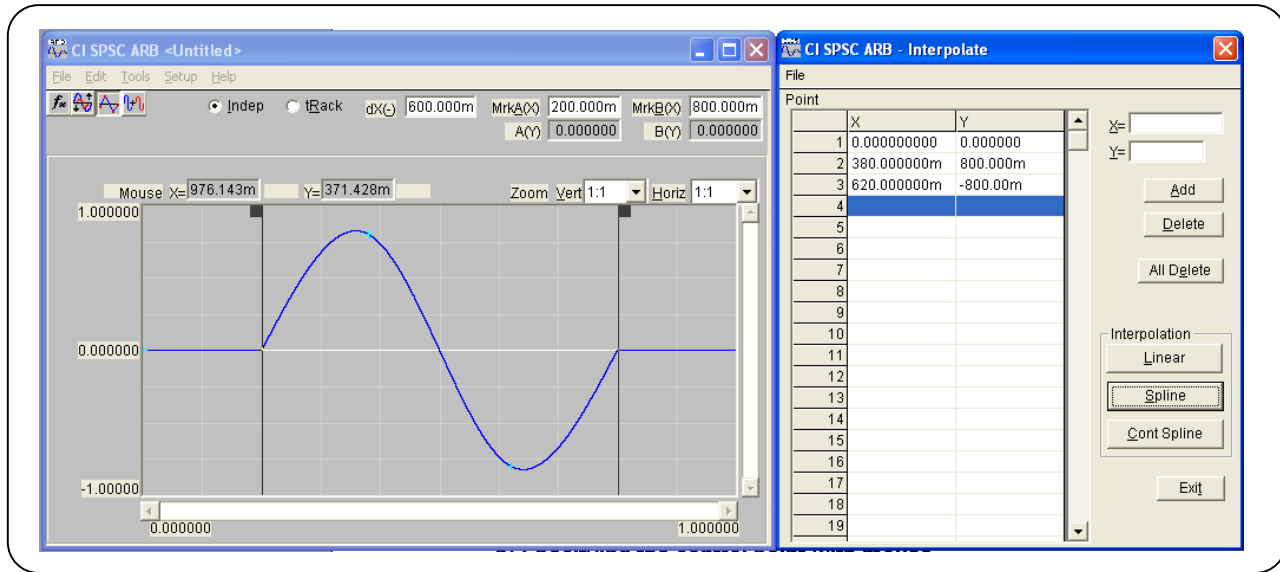 CI SPSC ARB <Untitled>
File Edit Tools Setup Help
Indep tRack dX(-) 600.000m MrkA(X) 200.000m MrkB(X) 800.000m
A(Y) 0.000000 B(Y) 0.000000
Mouse X= 976.143m Y= 371.428m Zoom Vert 1:1 Horiz 1:1
1.000000
0.000000
-1.00000
0.000000 1.000000
CI SPSC ARB - Interpolate
File
Point
X Y
1 0.000000000 0.000000
2 380.000000m 800.000m
3 620.000000m -800.00m
4
5
6
7
8
9
10
11
12
13
14
15
16
17
18
19
X=
Y=
Add
Delete
All Delete
Interpolation
Linear
Spline
Cont Spline
Exit